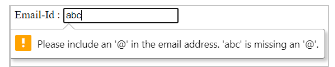 Email-Id : abc
! Please include an '@' in the email address. 'abc' is missing an '@'.